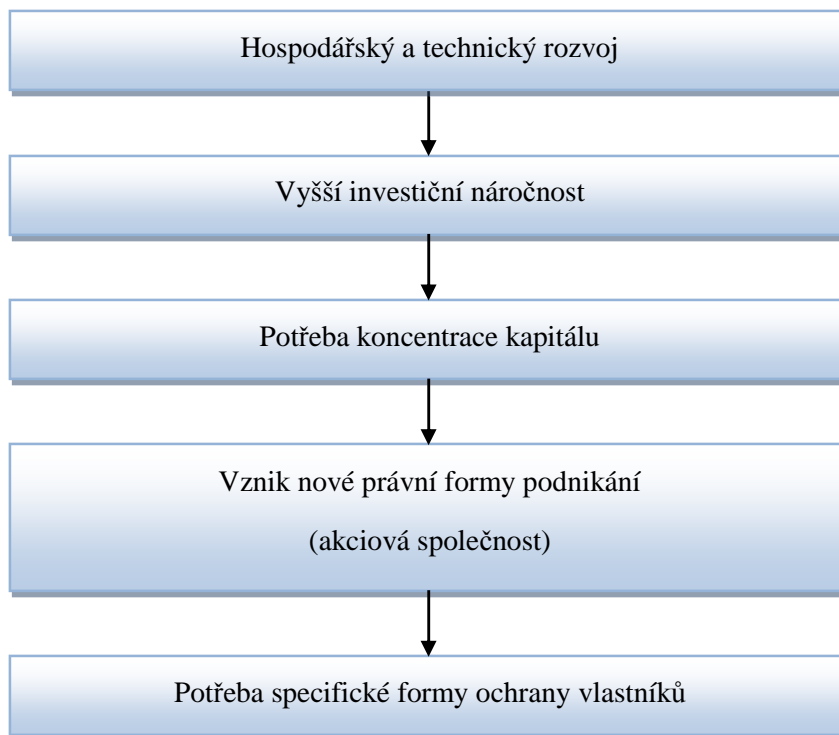 Hospodářský a technický rozvoj
Vyšší investiční náročnost
Potřeba koncentrace kapitálu
Vznik nové právní formy podnikání
(akciová společnost)
Potřeba specifické formy ochrany vlastníků